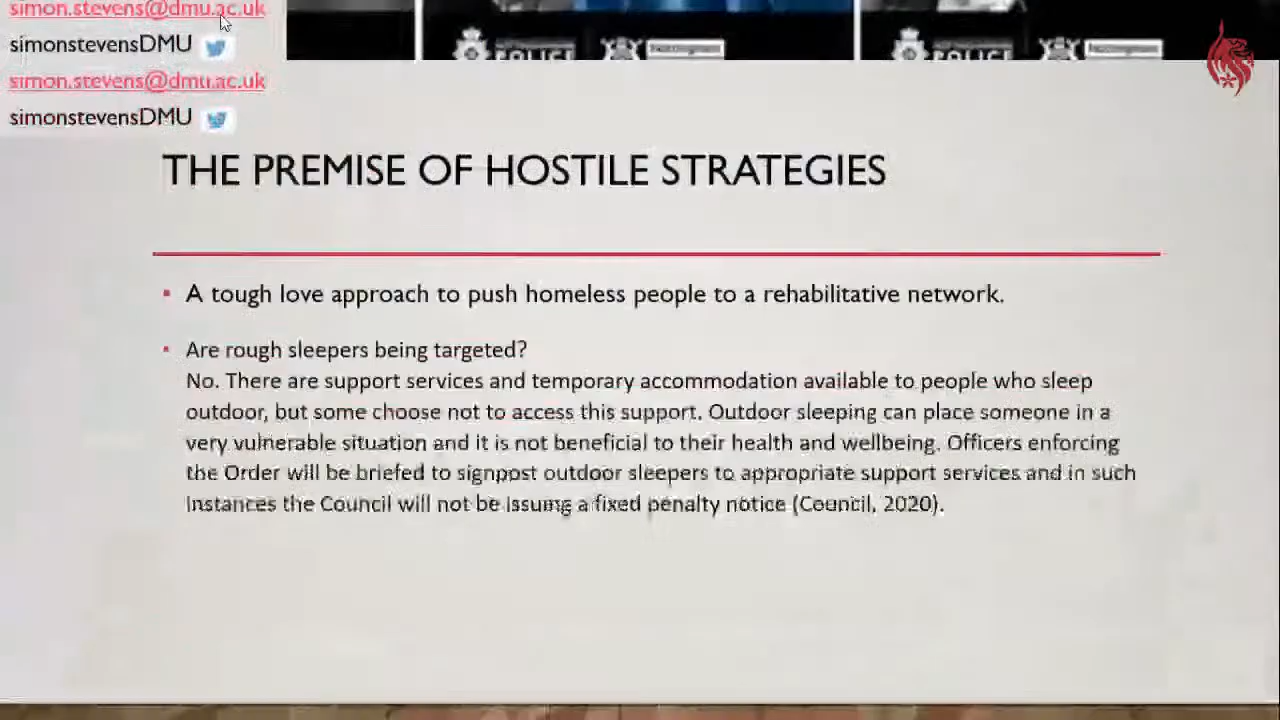 simon.stevens@dmu.ac.uk
simonstevensDMU
simon.stevens@dmu.ac.uk
simonstevensDMU
POLICE
POLICE
THE PREMISE OF HOSTILE STRATEGIES
▪ A tough love approach to push homeless people to a rehabilitative network.
▪ Are rough sleepers being targeted?
No. There are support services and temporary accommodation available to people who sleep
outdoor, but some choose not to access this support. Outdoor sleeping can place someone in a
very vulnerable situation and it is not beneficial to their health and wellbeing. Officers enforcing
the Order will be briefed to signpost outdoor sleepers to appropriate support services and in such
instances the Council will not be issuing a fixed penalty notice (Council, 2020).